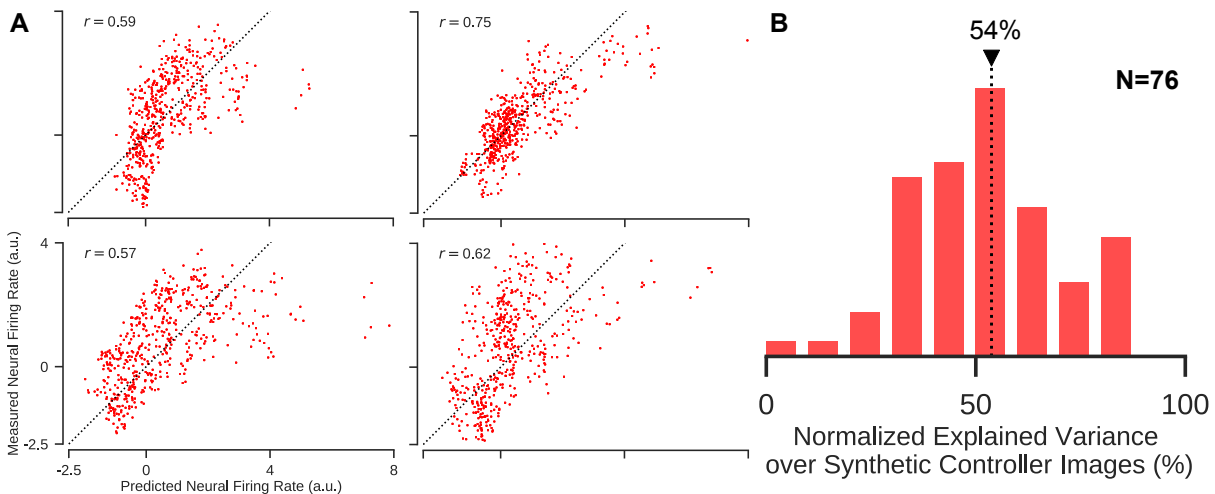 A
r = 0.59
r = 0.75
r = 0.57
r = 0.62
4
0
-2.5
-2.5
0
4
8
Measured Neural Firing Rate (a.u.)
Predicted Neural Firing Rate (a.u.)
B
54%
N=76
0
50
100
Normalized Explained Variance
over Synthetic Controller Images (%)